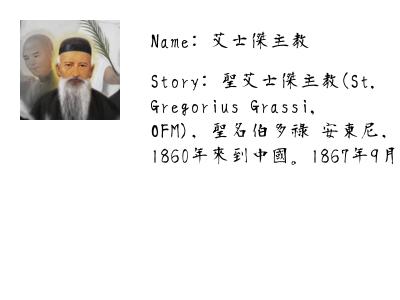 Name: 艾士傑主教
Story: 聖艾士傑主教(St.
Gregorius Grassi,
OFM), 聖名伯多祿 安東尼,
1860年來到中國。1867年9月